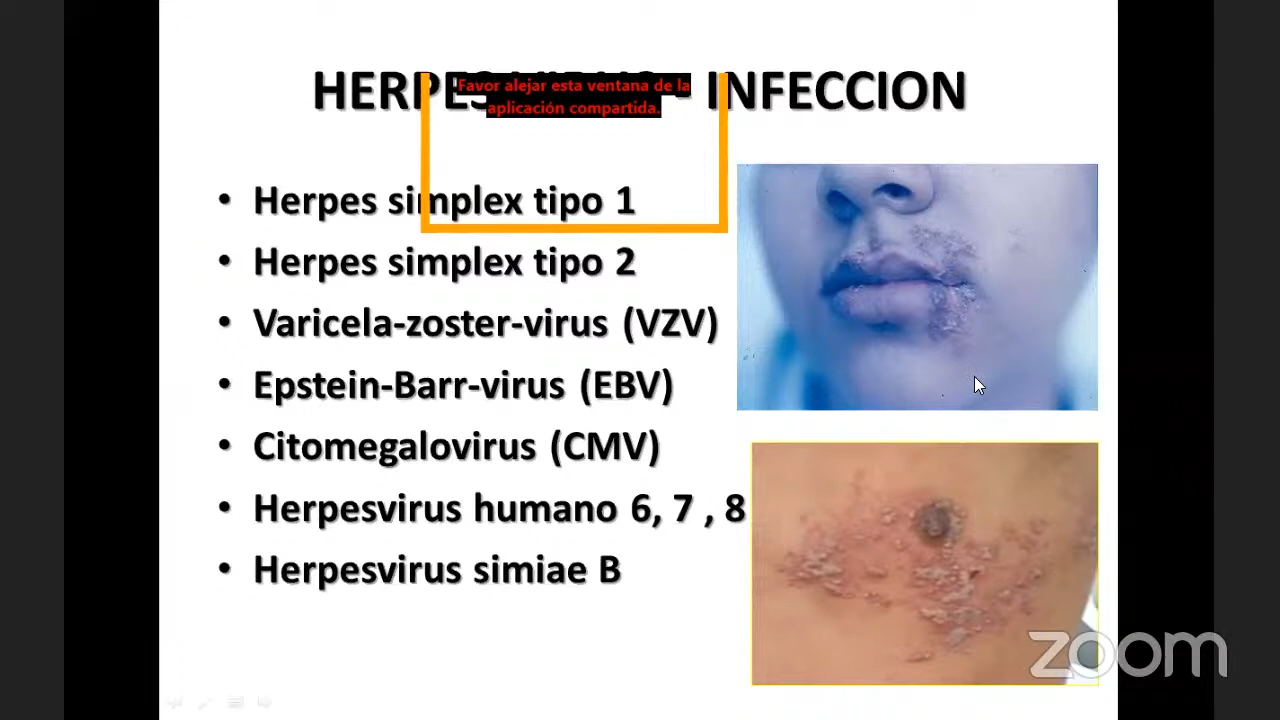 HERPES INFECCION
Favor alejar esta ventana de la
aplicación compartida.
• Herpes simplex tipo 1
• Herpes simplex tipo 2
• Varicela-zoster-virus (VZV)
• Epstein-Barr-virus (EBV)
• Citomegalovirus (CMV)
• Herpesvirus humano 6, 7 , 8
• Herpesvirus simiae B
zoom